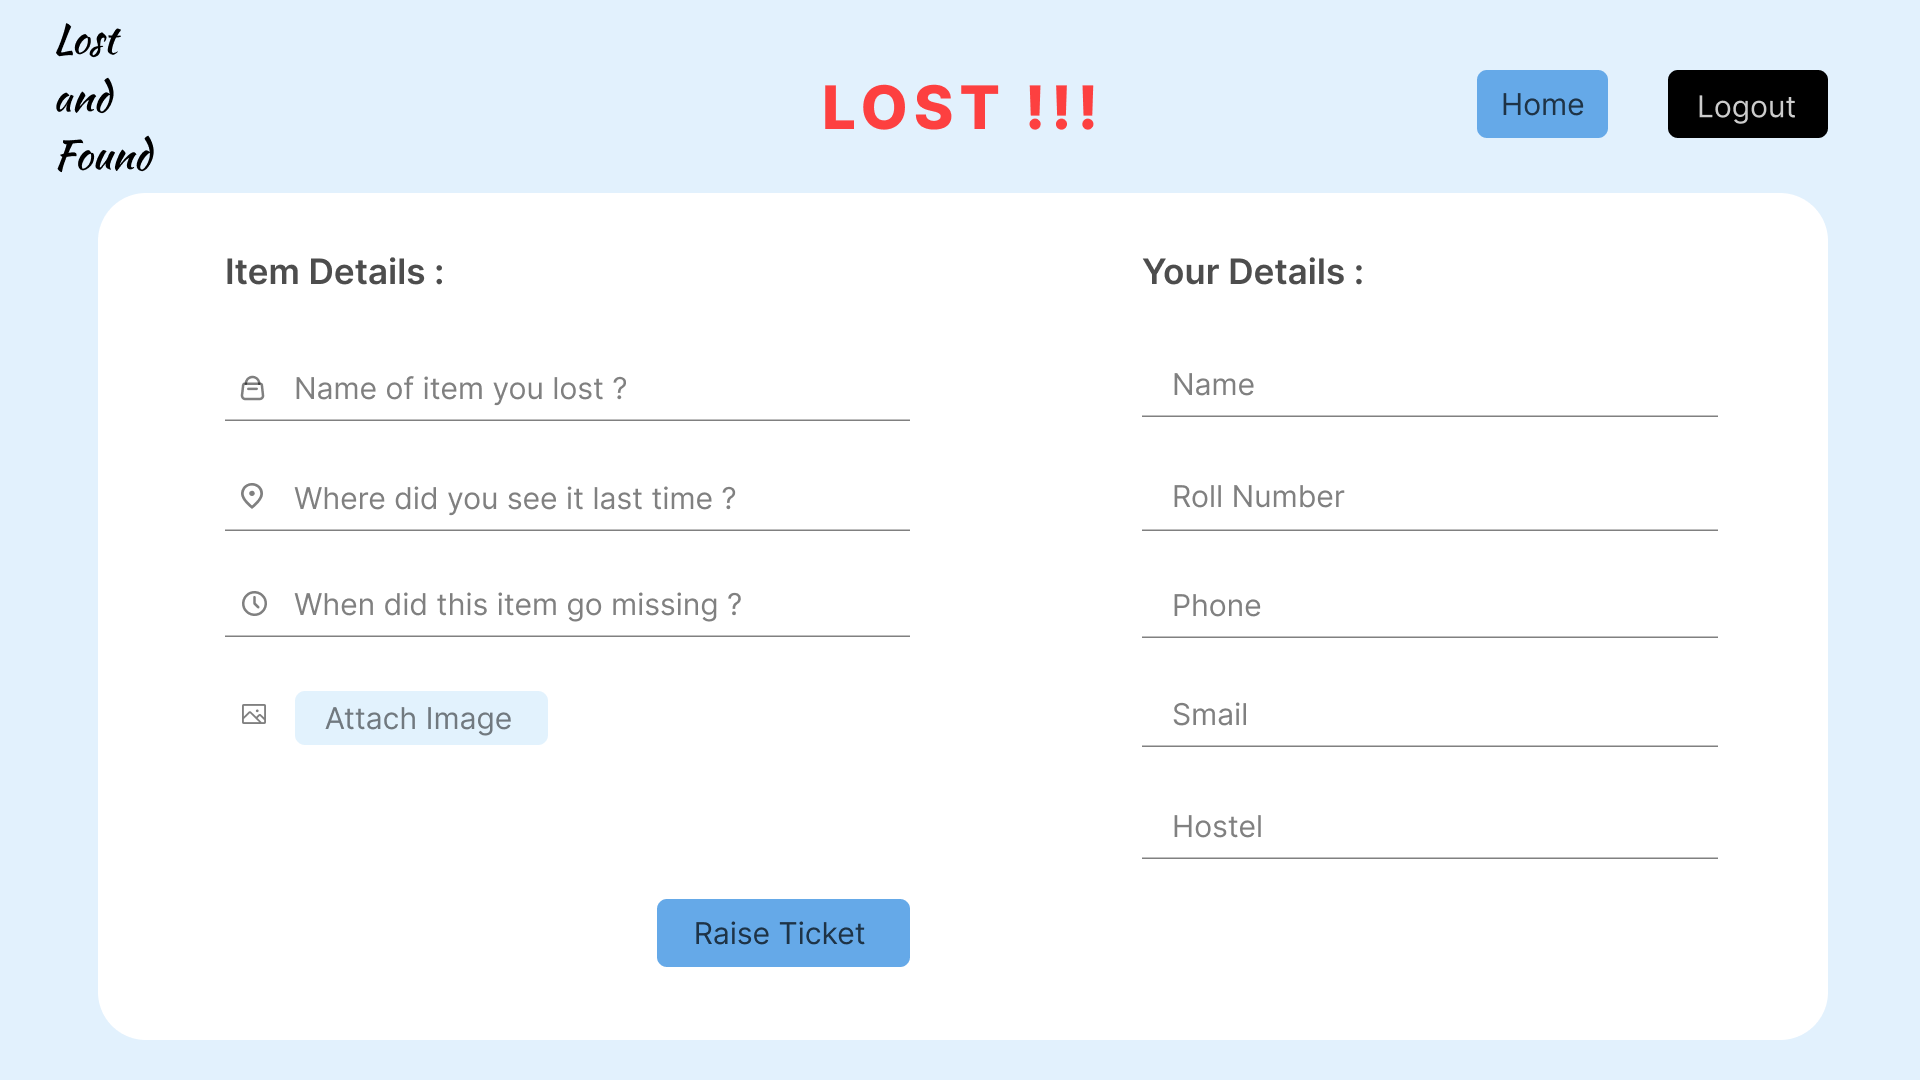 Lost
and
Found
LOST !!!
Home
Logout
Item Details :
Name of item you lost ?
Where did you see it last time ?
When did this item go missing ?
Attach Image
Raise Ticket
Your Details :
Name
Roll Number
Phone
Smail
Hostel